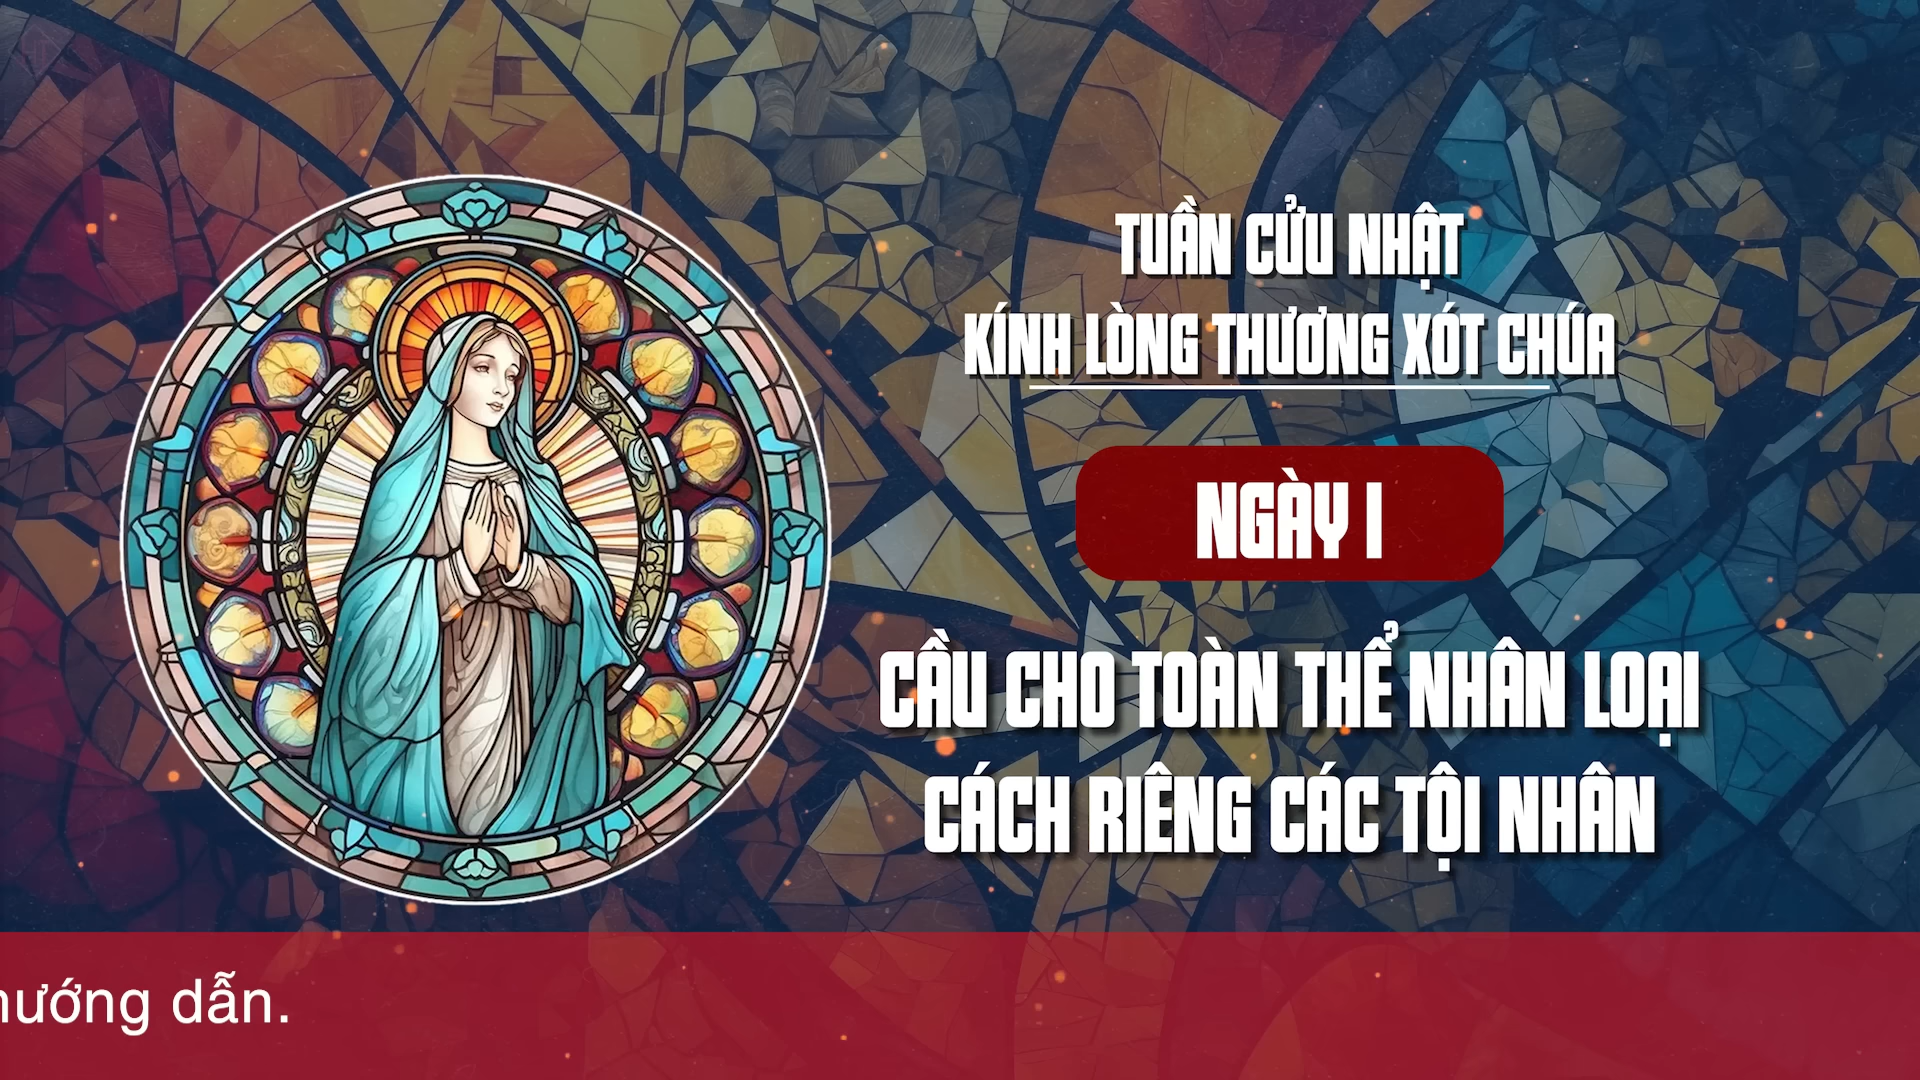 TUẦN CỬU NHẬT
KÍNH LÒNG THƯƠNG XÓT CHÚA
NGÀY I
CẦU CHO TOÀN THỂ NHÂN LOẠI
CÁCH RIÊNG CÁC TỘI NHÂN
hướng dẫn.